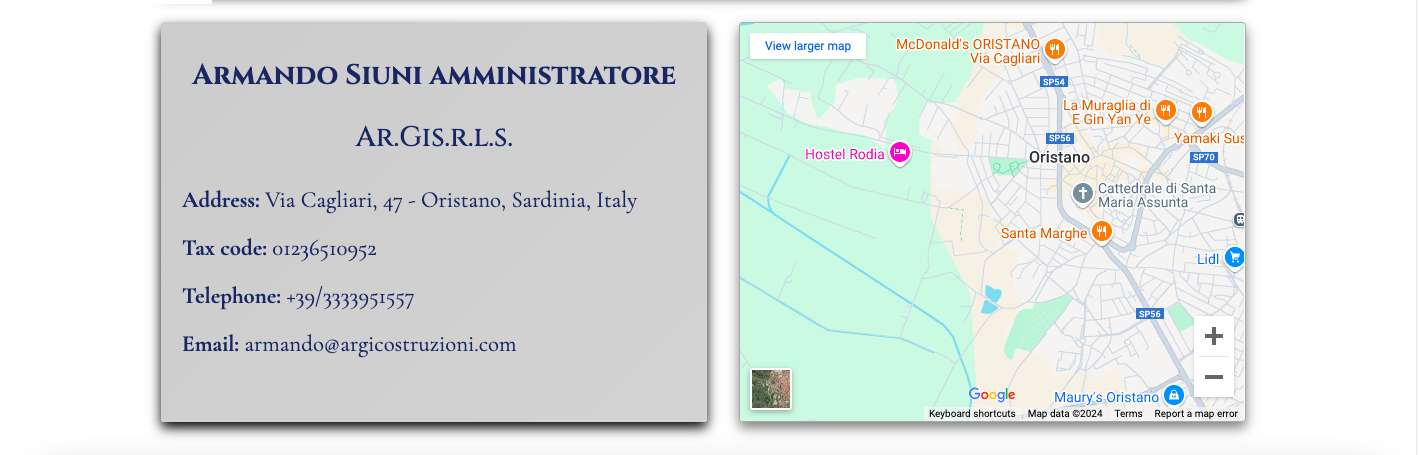 Armando Siuni amministratore
Ar.Gis.r.l.s.
Address: Via Cagliari, 47 - Oristano, Sardinia, Italy
Tax code: 01236510952
Telephone: +39/3333951557
Email: armando@argicostruzioni.com
View larger map
McDonald's ORISTANO
Via Cagliari
SP54
La Muraglia di
E Gin Yan Ye
Yamaki Sus
SP56
SP70
Hostel Rodia
Oristano
Cattedrale di Santa
Maria Assunta
Santa Marghe
Lidl
SP56
Maury's Oristano
Google
Keyboard shortcuts
Map data ©2024
Terms
Report a map error